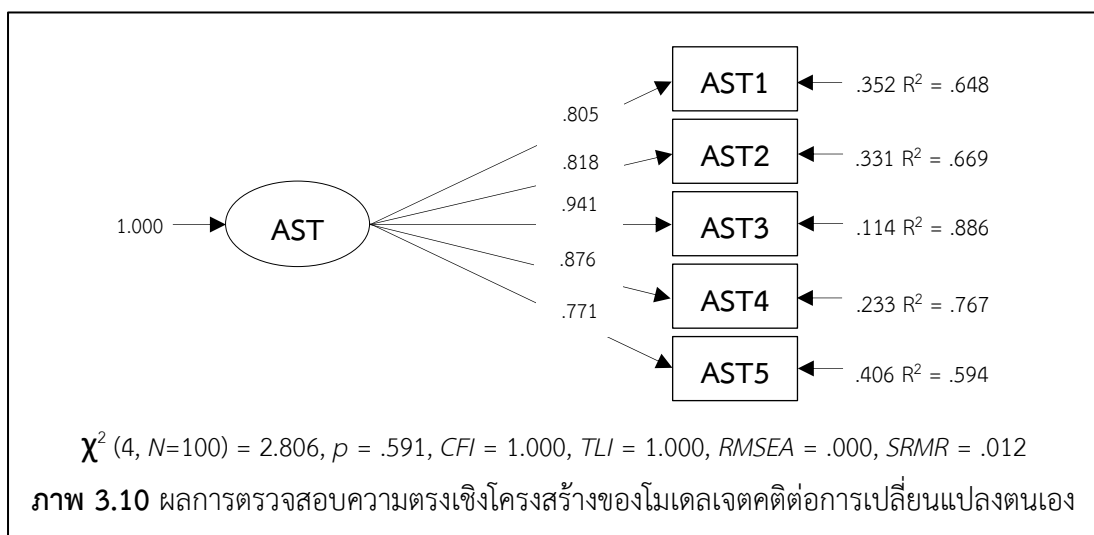 AST1
.352 R² = .648
.805
AST2
.331 R² = .669
.818
.941
1.000
AST
AST3
.114 R² = .886
.876
AST4
.233 R² = .767
.771
AST5
.406 R² = .594
χ² (4, N=100) = 2.806, p = .591, CFI = 1.000, TLI = 1.000, RMSEA = .000, SRMR = .012
ภาพ 3.10 ผลการตรวจสอบความตรงเชิงโครงสร้างของโมเดลเจตคติต่อการเปลี่ยนแปลงตนเอง